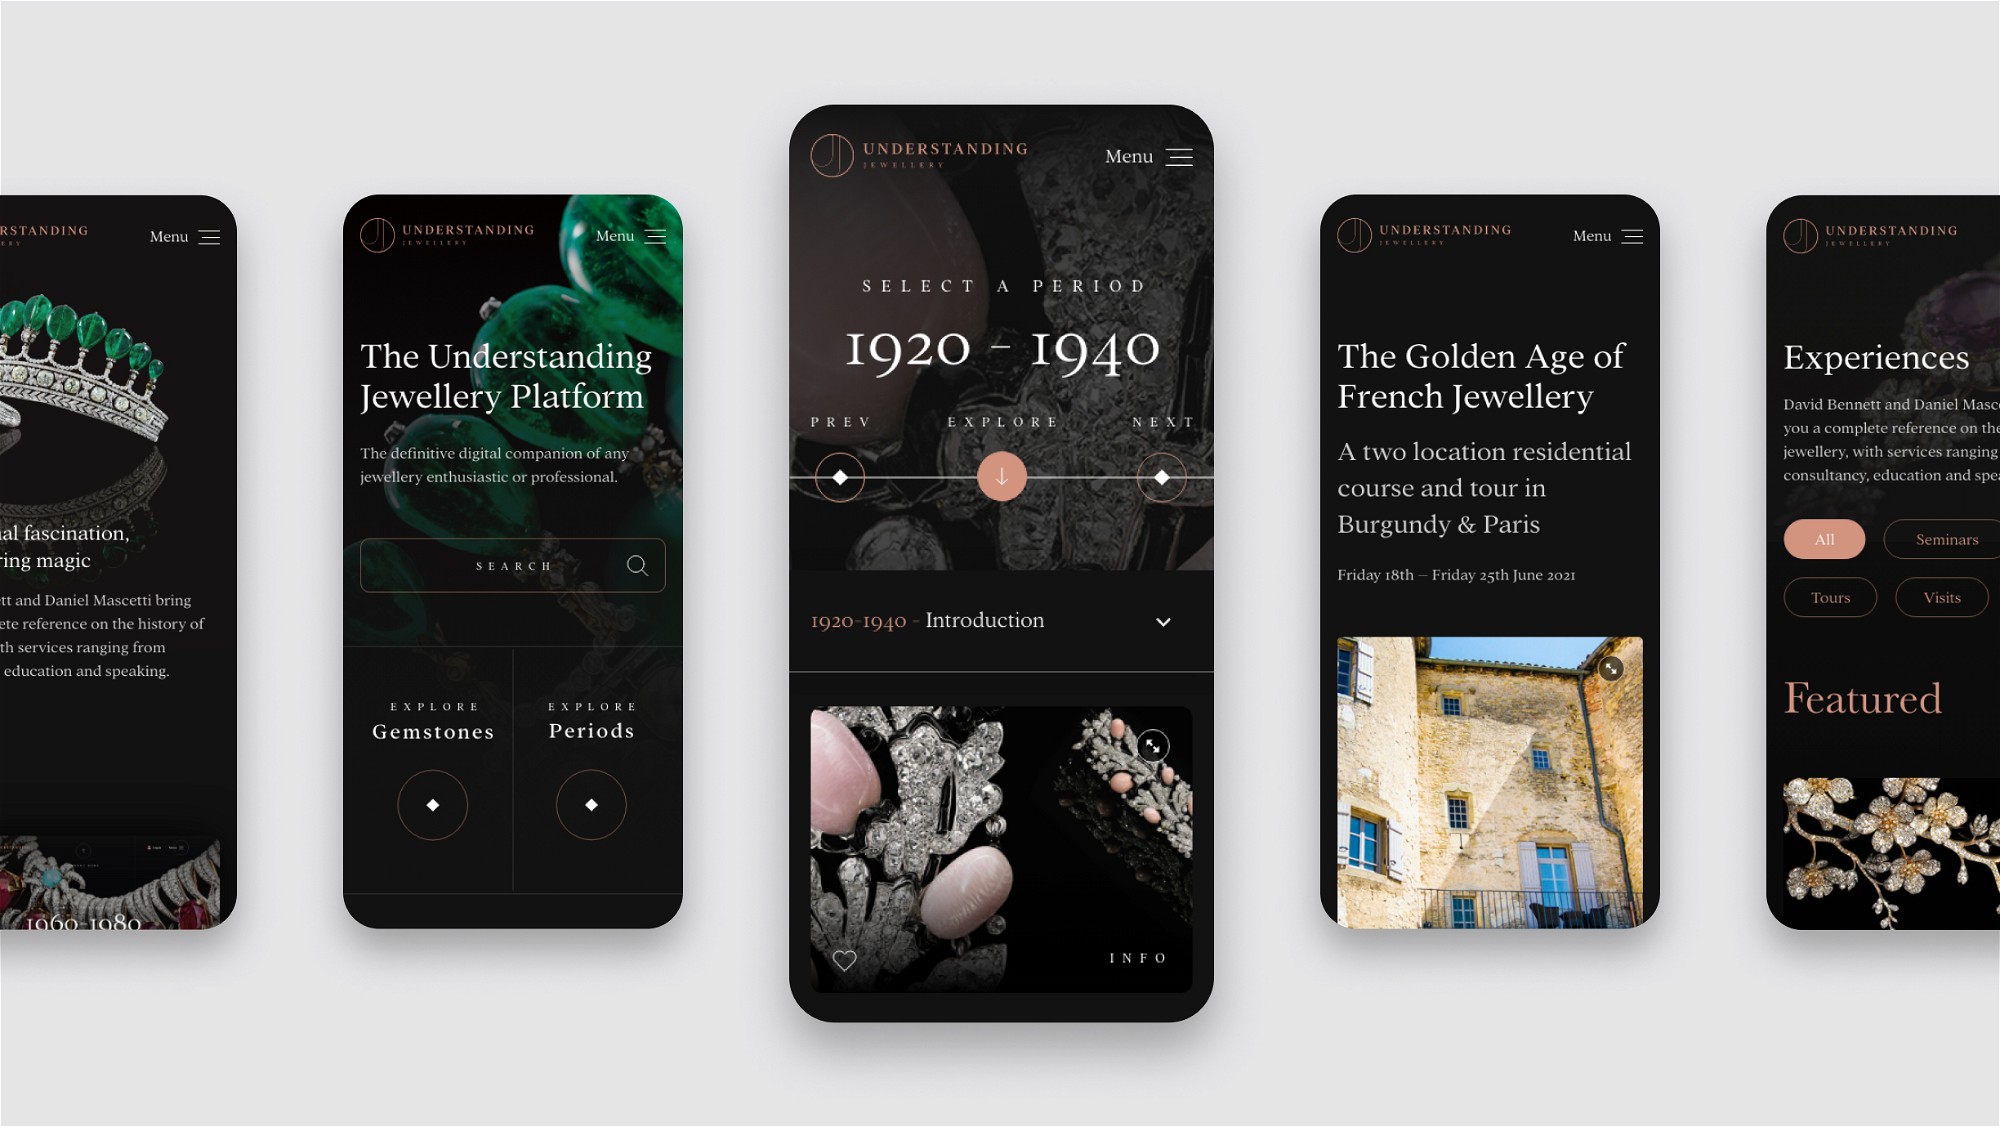 RSTANDING
ERY
Menu
al fascination,
ring magic
ett and Daniel Mascetti bring
ete reference on the history of
th services ranging from
education and speaking.
1960-1980
UNDERSTANDING
JEWELLERY
Menu
The Understanding
Jewellery Platform
The definitive digital companion of any
jewellery enthusiastic or professional.
SEARCH
EXPLORE
Gemstones
EXPLORE
Periods
UNDERSTANDING
JEWELLERY
Menu
SELECT A PERIOD
1920 - 1940
PREV
EXPLORE
NEXT
1920-1940 - Introduction
INFO
UNDERSTANDING
JEWELLERY
Menu
The Golden Age of
French Jewellery
A two location residential
course and tour in
Burgundy & Paris
Friday 18th – Friday 25th June 2021
UNDERSTANDING
JEWELLERY
Experiences
David Bennett and Daniel Masc
you a complete reference on the
jewellery, with services ranging
consultancy, education and spea
All
Seminars
Tours
Visits
Featured